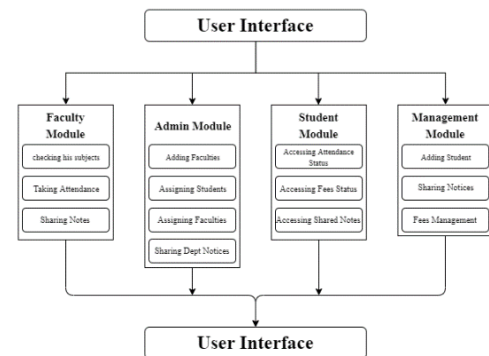 User Interface
Faculty
Module
checking his subjects
Taking Attendance
Sharing Notes
Admin Module
Adding Faculties
Assigning Students
Assigning Faculties
Sharing Dept Notices
Student
Module
Accessing Attendance
Status
Accessing Fees Status
Accessing Shared Notes
Management
Module
Adding Student
Sharing Notices
Fees Management
User Interface